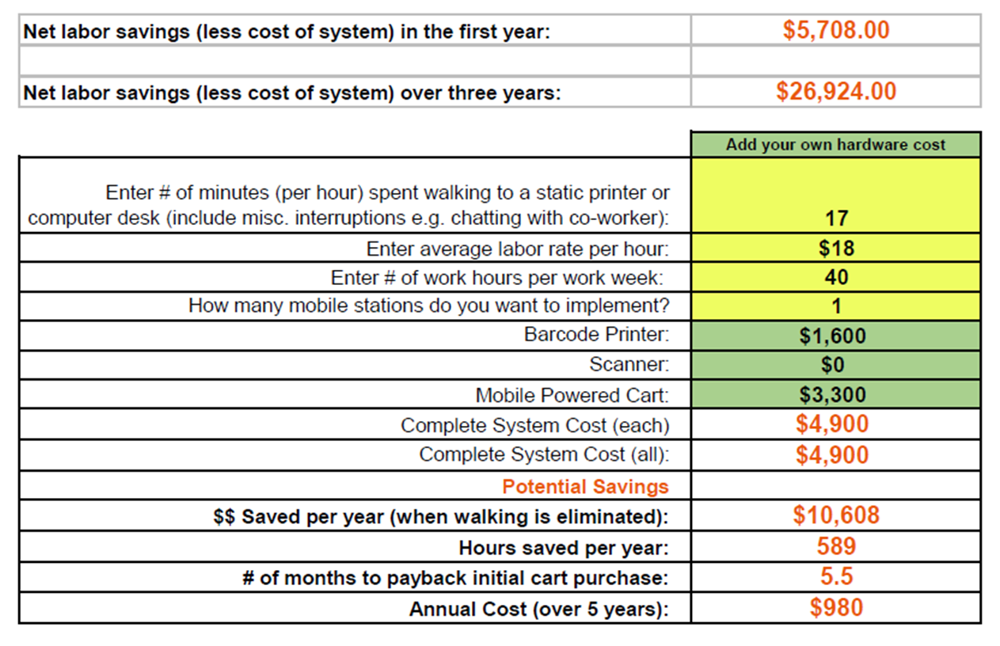 Net labor savings (less cost of system) in the first year: $5,708.00
Net labor savings (less cost of system) over three years: $26,924.00
Add your own hardware cost
Enter # of minutes (per hour) spent walking to a static printer or
computer desk (include misc. interruptions e.g. chatting with co-worker): 17
Enter average labor rate per hour: $18
Enter # of work hours per work week: 40
How many mobile stations do you want to implement? 1
Barcode Printer: $1,600
Scanner: $0
Mobile Powered Cart: $3,300
Complete System Cost (each) $4,900
Complete System Cost (all): $4,900
Potential Savings
$$ Saved per year (when walking is eliminated): $10,608
Hours saved per year: 589
# of months to payback initial cart purchase: 5.5
Annual Cost (over 5 years): $980